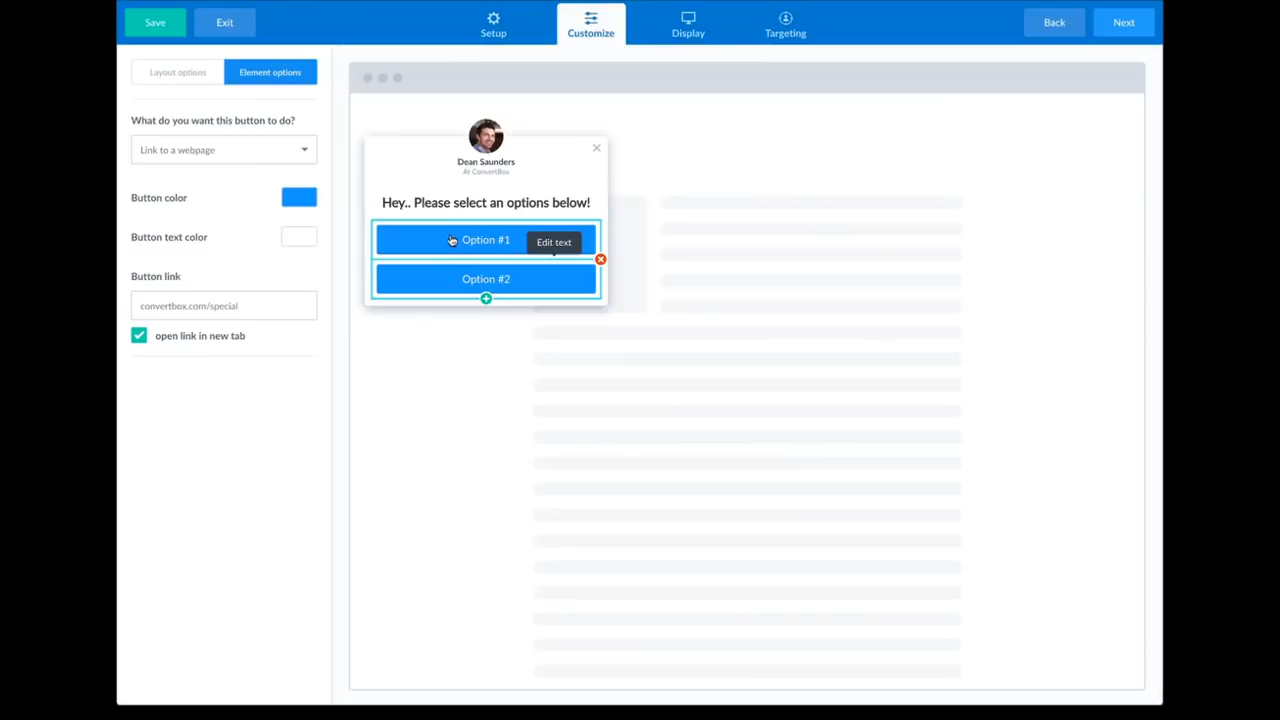 Save
Exit
Setup
Customize
Display
Targeting
Back
Next
Layout options
Element options
What do you want this button to do?
Link to a webpage
Button color
Button text color
Button link
convertbox.com/special
open link in new tab
Dean Saunders
At ConvertBox
Hey.. Please select an options below!
Option #1
Edit text
Option #2